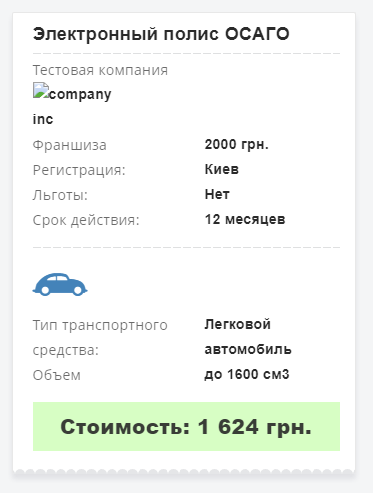 Электронный полис ОСАГО
Тестовая компания
company
inc
Франшиза 2000 грн.
Регистрация: Киев
Льготы: Нет
Срок действия: 12 месяцев
Тип транспортного Легковой
средства: автомобиль
Объем до 1600 см3
Стоимость: 1 624 грн.